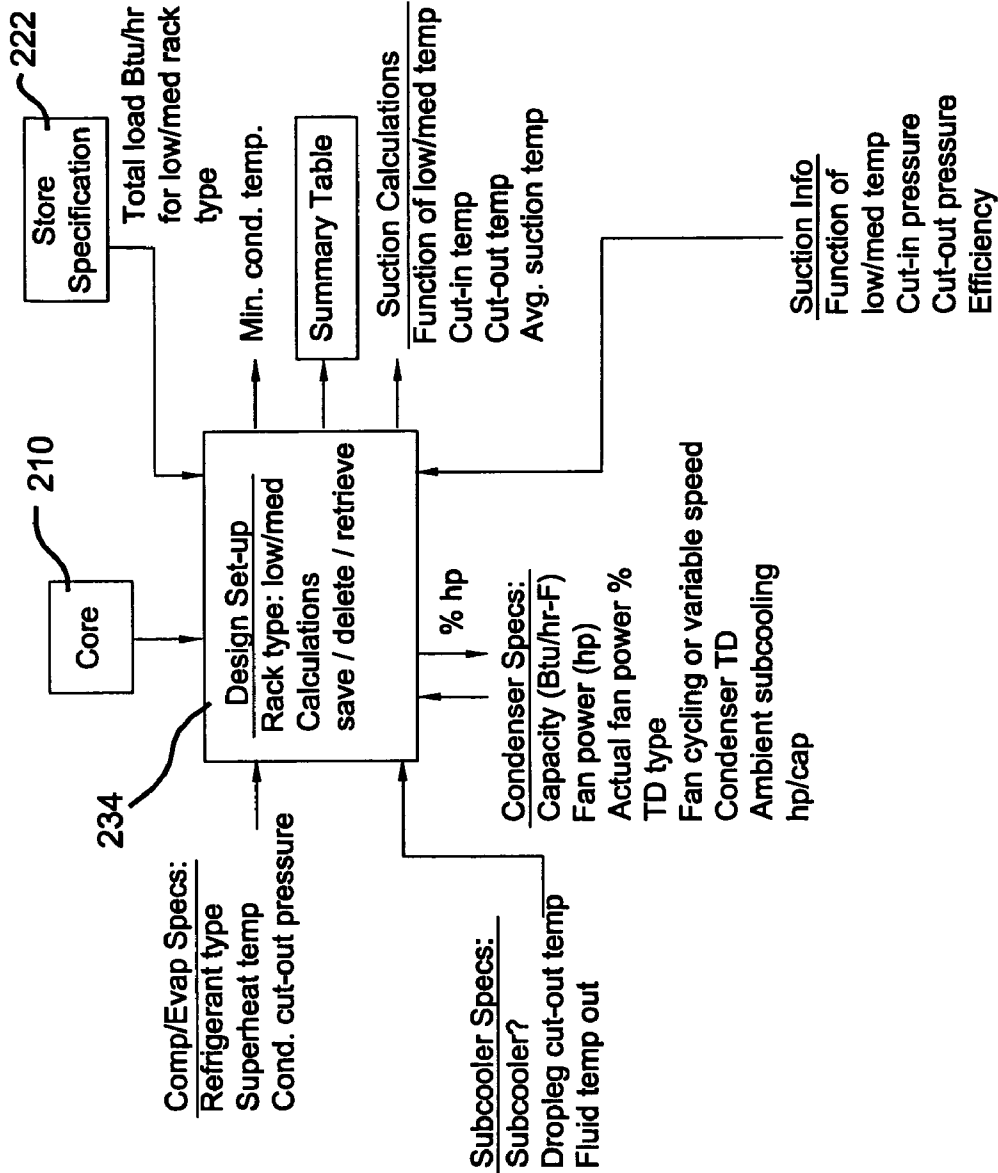 210
Core
222
Store
Specification
Total load Btu/hr
for low/med rack
type
234
Design Set-up
Rack type: low/med
Calculations
save / delete / retrieve
Min. cond. temp.
Summary Table
Suction Calculations
Function of low/med temp
Cut-in temp
Cut-out temp
Avg. suction temp
Comp/Evap Specs:
Refrigerant type
Superheat temp
Cond. cut-out pressure
% hp
Subcooler Specs:
Subcooler?
Dropleg cut-out temp
Fluid temp out
Condenser Specs:
Capacity (Btu/hr-F)
Fan power (hp)
Actual fan power %
TD type
Fan cycling or variable speed
Condenser TD
Ambient subcooling
hp/cap
Suction Info
Function of
low/med temp
Cut-in pressure
Cut-out pressure
Efficiency